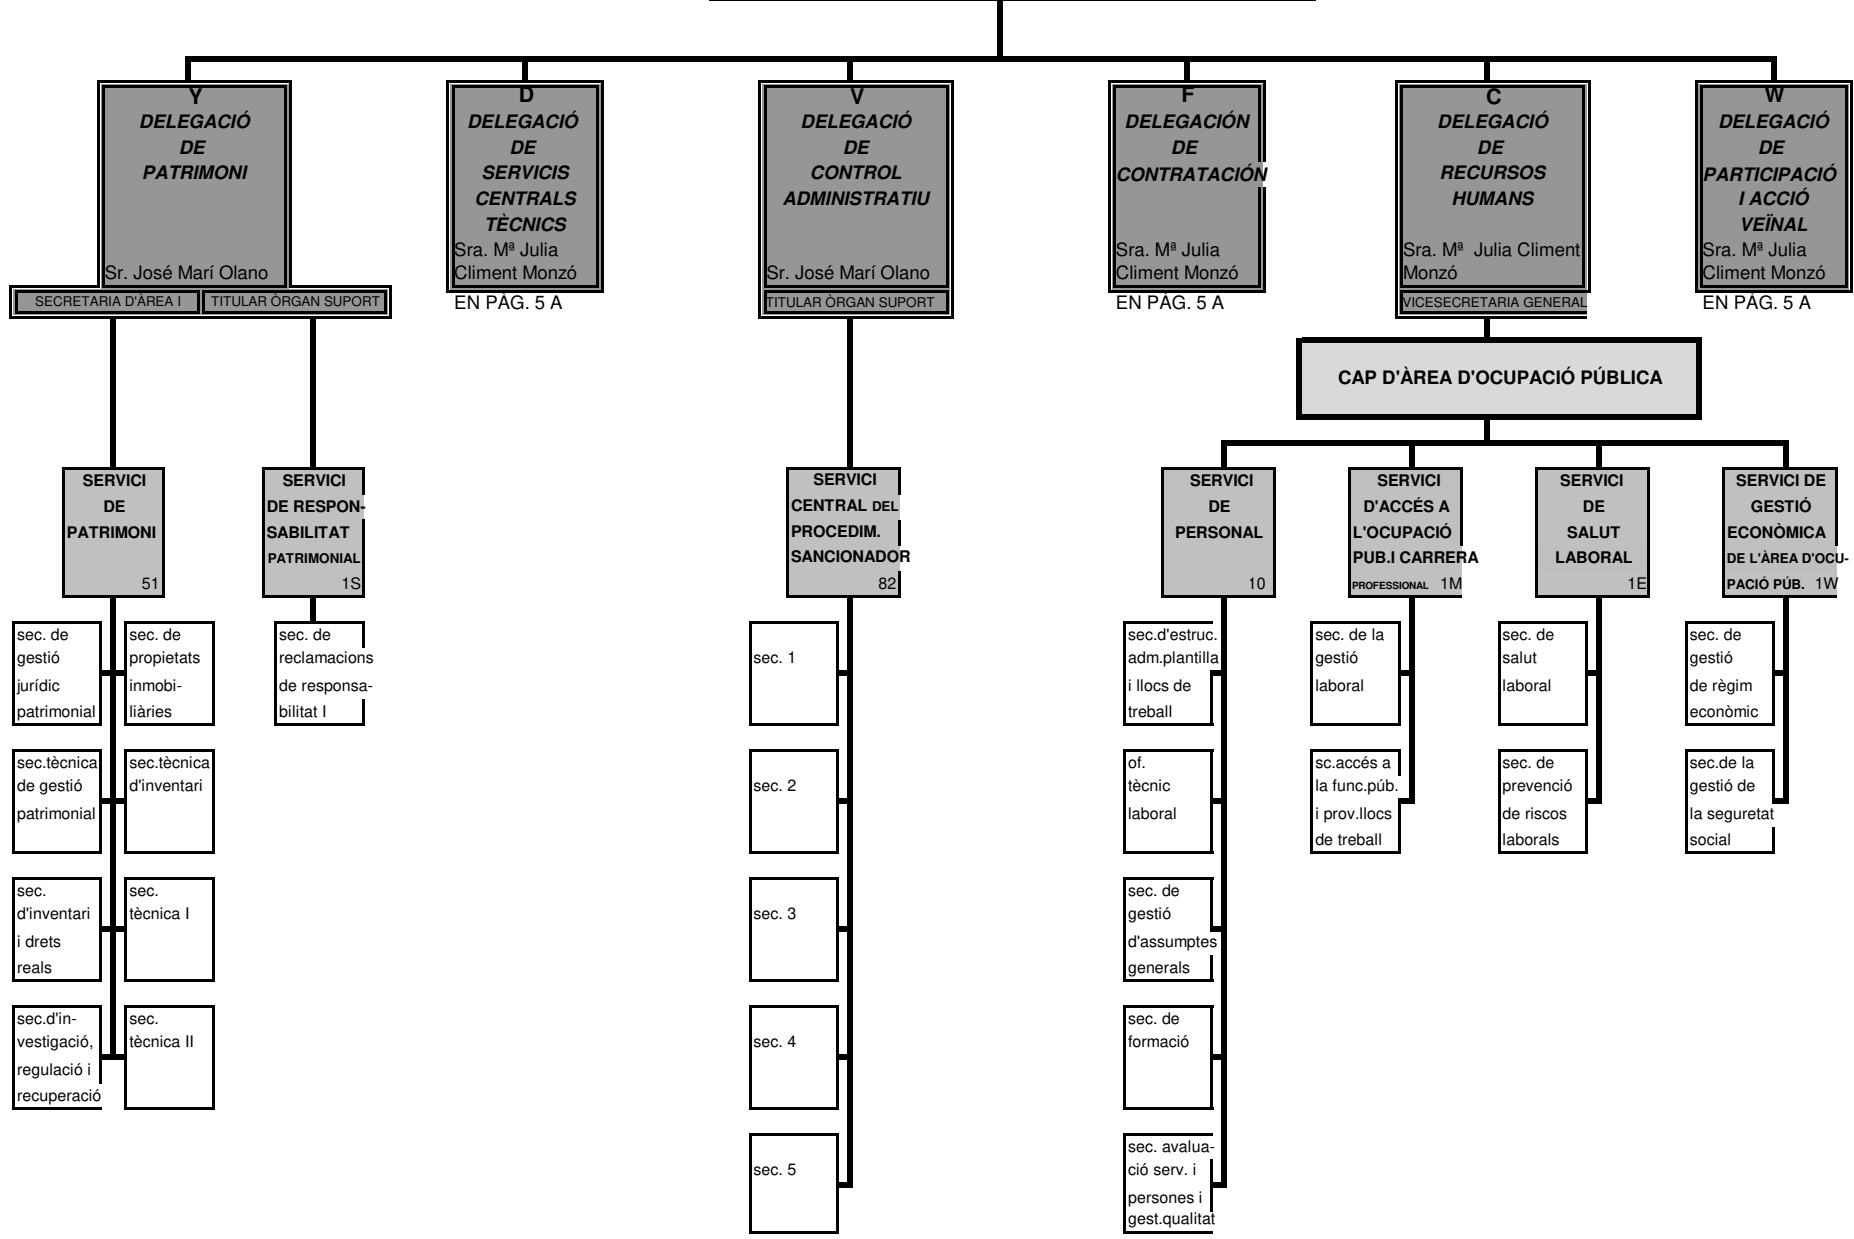 Y
DELEGACIÓ
DE
PATRIMONI
Sr. José Marí Olano
SECRETARIA D'ÀREA I
TITULAR ÒRGAN SUPORT
D
DELEGACIÓ
DE
SERVICIS
CENTRALS
TÈCNICS
Sra. Mª Julia
Climent Monzó
EN PÀG. 5 A
V
DELEGACIÓ
DE
CONTROL
ADMINISTRATIU
Sr. José Marí Olano
TITULAR ÒRGAN SUPORT
F
DELEGACIÓN
DE
CONTRATACIÓN
Sra. Mª Julia
Climent Monzó
EN PÀG. 5 A
C
DELEGACIÓ
DE
RECURSOS
HUMANS
Sra. Mª Julia Climent
Monzó
VICESECRETARIA GENERAL
W
DELEGACIÓ
DE
PARTICIPACIÓ
I ACCIÓ
VEÏNAL
Sra. Mª Julia
Climent Monzó
EN PÀG. 5 A
CAP D'ÀREA D'OCUPACIÓ PÚBLICA
SERVICI
DE
PATRIMONI
51
SERVICI
DE RESPON-
SABILITAT
PATRIMONIAL
1S
SERVICI
CENTRAL DEL
PROCEDIM.
SANCIONADOR
82
SERVICI
DE
PERSONAL
10
SERVICI
D'ACCÉS A
L'OCUPACIÓ
PUB.I CARRERA
PROFESSIONAL 1M
SERVICI
DE
SALUT
LABORAL
1E
SERVICI DE
GESTIÓ
ECONÒMICA
DE L'ÀREA D'OCU-
PACIÓ PÚB. 1W
sec. de
gestió
jurídic
patrimonial
sec. de
propietats
inmobi-
liàries
sec.tècnica
de gestió
patrimonial
sec.tècnica
d'inventari
sec.
d'inventari
i drets
reals
sec.
tècnica I
sec.d'in-
vestigació,
regulació i
recuperació
sec.
tècnica II
sec. de
reclamacions
de responsa-
bilitat I
sec. 1
sec. 2
sec. 3
sec. 4
sec. 5
sec.d'estruc.
adm.plantilla
i llocs de
treball
of.
tècnic
laboral
sec. de
gestió
d'assumptes
generals
sec. de
formació
sec. avalua-
ció serv. i
persones i
gest.qualitat
sec. de la
gestió
laboral
sc.accés a
la func.púb.
i prov.llocs
de treball
sec. de
salut
laboral
sec. de
prevenció
de riscos
laborals
sec. de
gestió
de règim
econòmic
sec.de la
gestió de
la seguretat
social